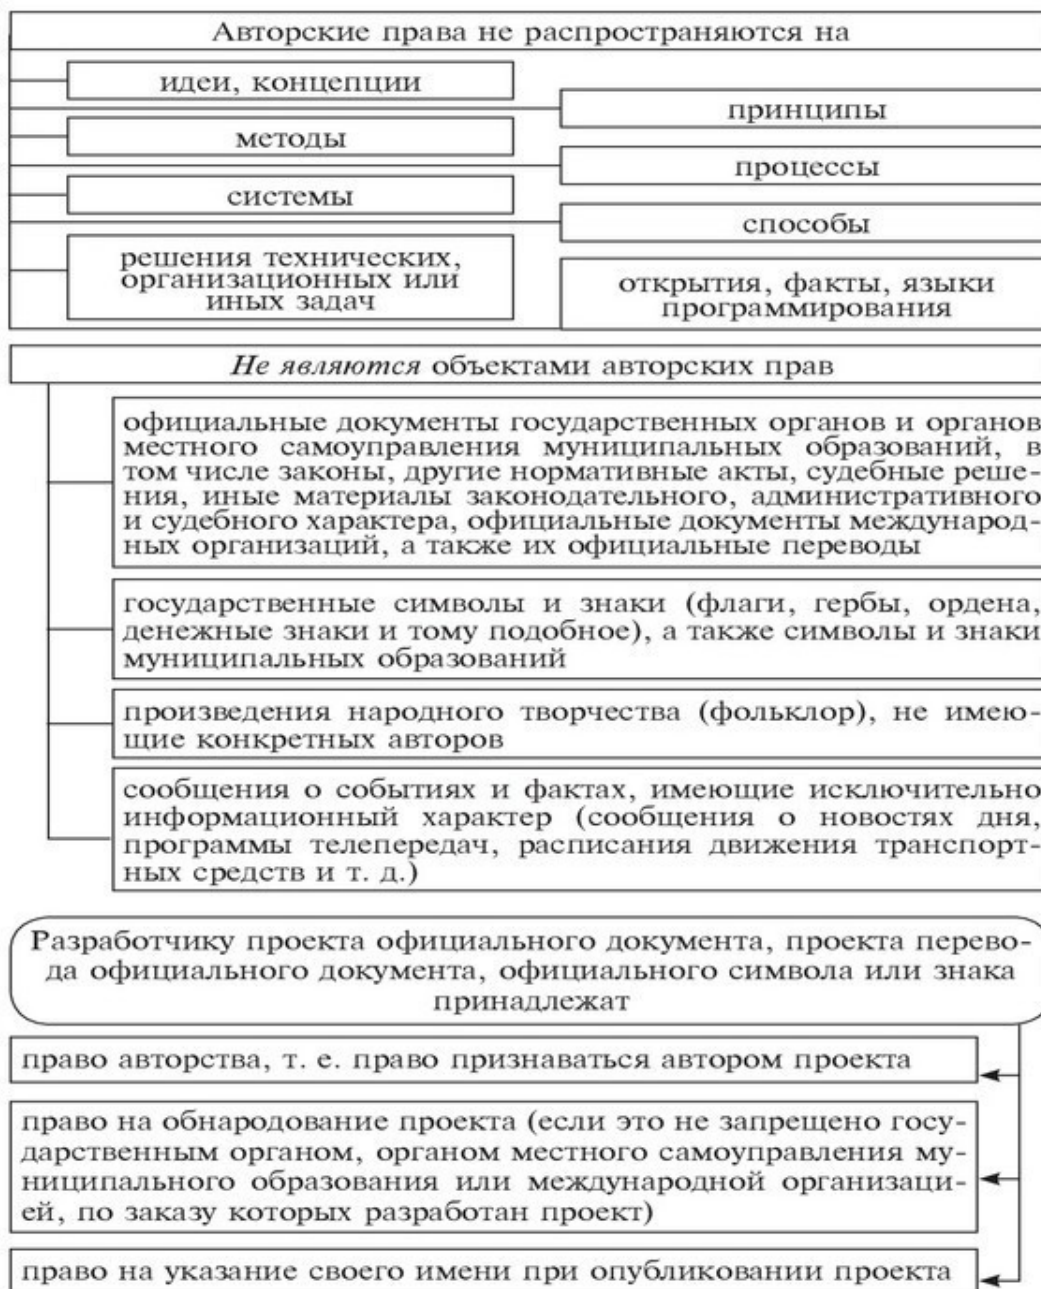 Авторские права не распространяются на
идеи, концепции
принципы
методы
процессы
системы
способы
решения технических,
организационных или
иных задач
открытия, факты, языки
программирования
Не являются объектами авторских прав
официальные документы государственных органов и органов
местного самоуправления муниципальных образований, в
том числе законы, другие нормативные акты, судебные реше-
ния, иные материалы законодательного, административного
и судебного характера, официальные документы международ-
ных организаций, а также их официальные переводы
государственные символы и знаки (флаги, гербы, ордена,
денежные знаки и тому подобное), а также символы и знаки
муниципальных образований
произведения народного творчества (фольклор), не имею-
щие конкретных авторов
сообщения о событиях и фактах, имеющие исключительно
информационный характер (сообщения о новостях дня,
программы телепередач, расписания движения транспорт-
ных средств и т. д.)
Разработчику проекта официального документа, проекта перево-
да официального документа, официального символа или знака
принадлежат
право авторства, т. е. право признаваться автором проекта
право на обнародование проекта (если это не запрещено госу-
дарственным органом, органом местного самоуправления му-
ниципального образования или международной организаци-
ей, по заказу которых разработан проект)
право на указание своего имени при опубликовании проекта